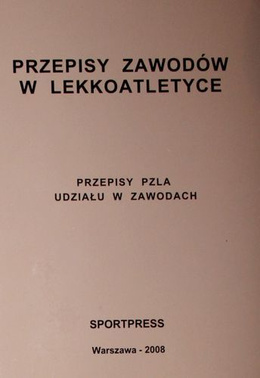 PRZEPISY ZAWODÓW
W LEKKOATLETYCE
PRZEPISY PZLA
UDZIAŁU W ZAWODACH
SPORTPRESS
Warszawa - 2008